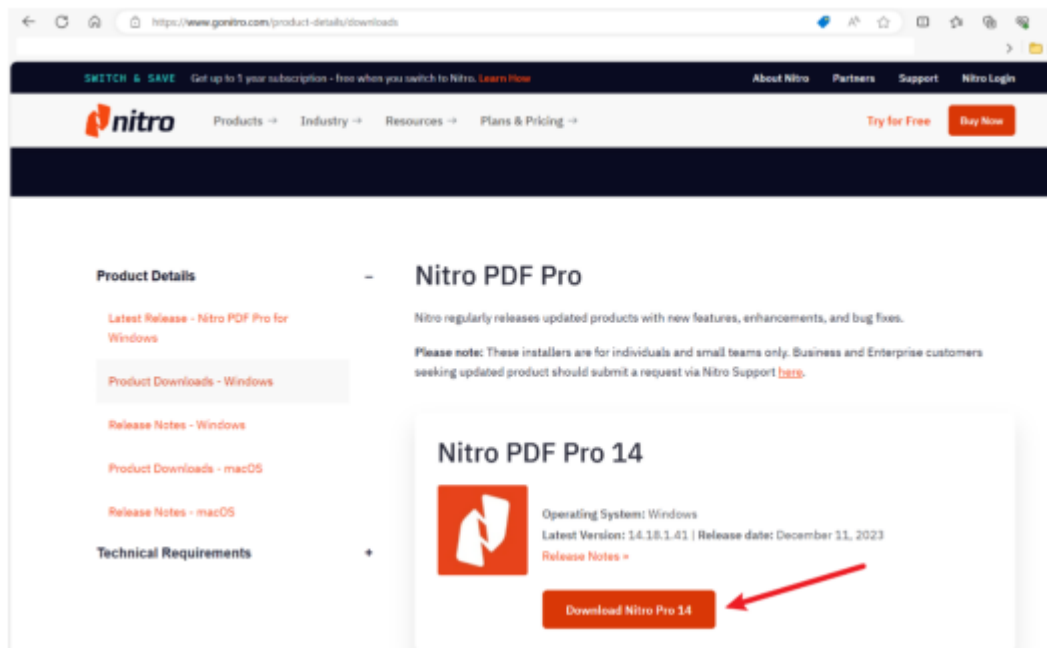 https://www.gonitro.com/product-details/downloads
SWITCH & SAVE Get up to 1 year subscription - free when you switch to Nitro. Learn How About Nitro Partners Support Nitro Login
nitro Products → Industry → Resources → Plans & Pricing → Try for Free Buy Now
Product Details –
Latest Release - Nitro PDF Pro for
Windows
Product Downloads - Windows
Release Notes - Windows
Product Downloads - macOS
Release Notes - macOS
Technical Requirements +
Nitro PDF Pro
Nitro regularly releases updated products with new features, enhancements, and bug fixes.
Please note: These installers are for individuals and small teams only. Business and Enterprise customers
seeking updated product should submit a request via Nitro Support here.
Nitro PDF Pro 14
Operating System: Windows
Latest Version: 14.18.1.41 | Release date: December 11, 2023
Release Notes »
Download Nitro Pro 14